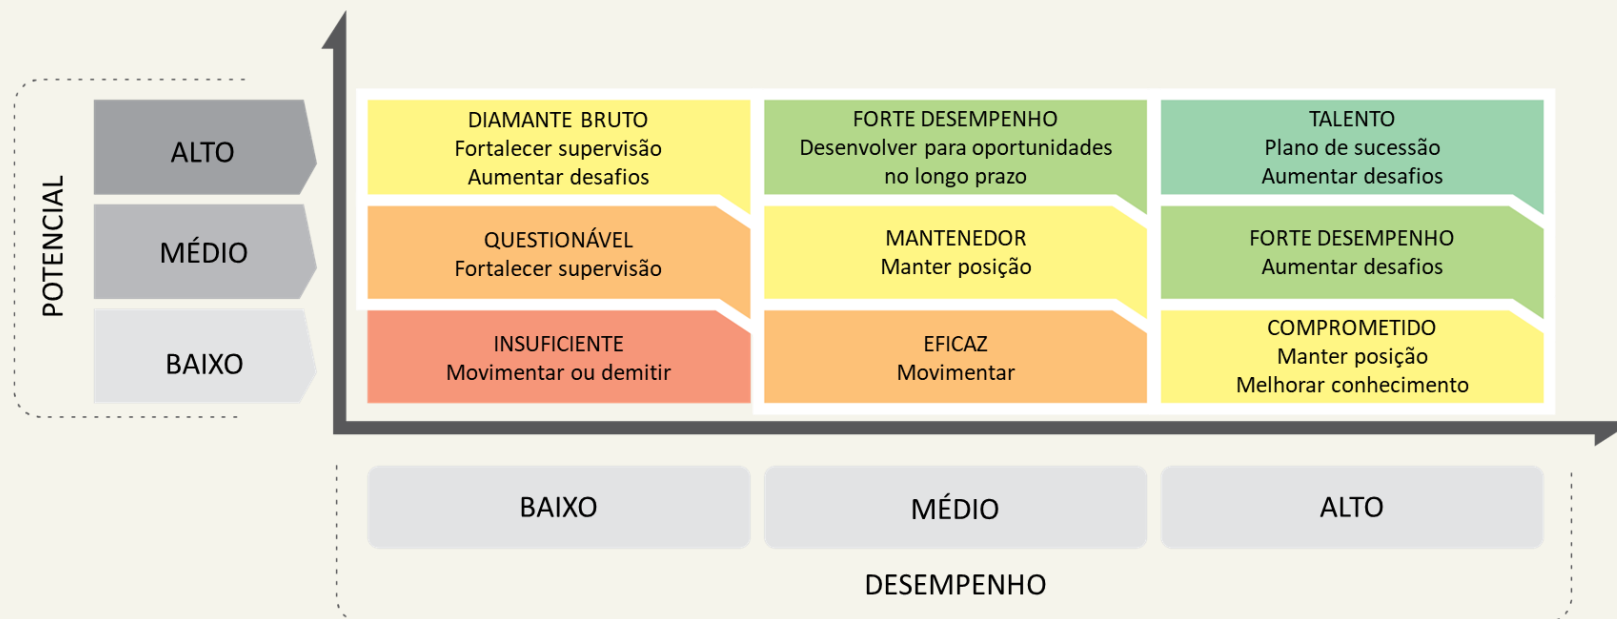 POTENCIAL
ALTO
DIAMANTE BRUTO
Fortalecer supervisão
Aumentar desafios
FORTE DESEMPENHO
Desenvolver para oportunidades
no longo prazo
TALENTO
Plano de sucessão
Aumentar desafios
MÉDIO
QUESTIONÁVEL
Fortalecer supervisão
MANTENEDOR
Manter posição
FORTE DESEMPENHO
Aumentar desafios
BAIXO
INSUFICIENTE
Movimentar ou demitir
EFICAZ
Movimentar
COMPROMETIDO
Manter posição
Melhorar conhecimento
BAIXO
MÉDIO
ALTO
DESEMPENHO